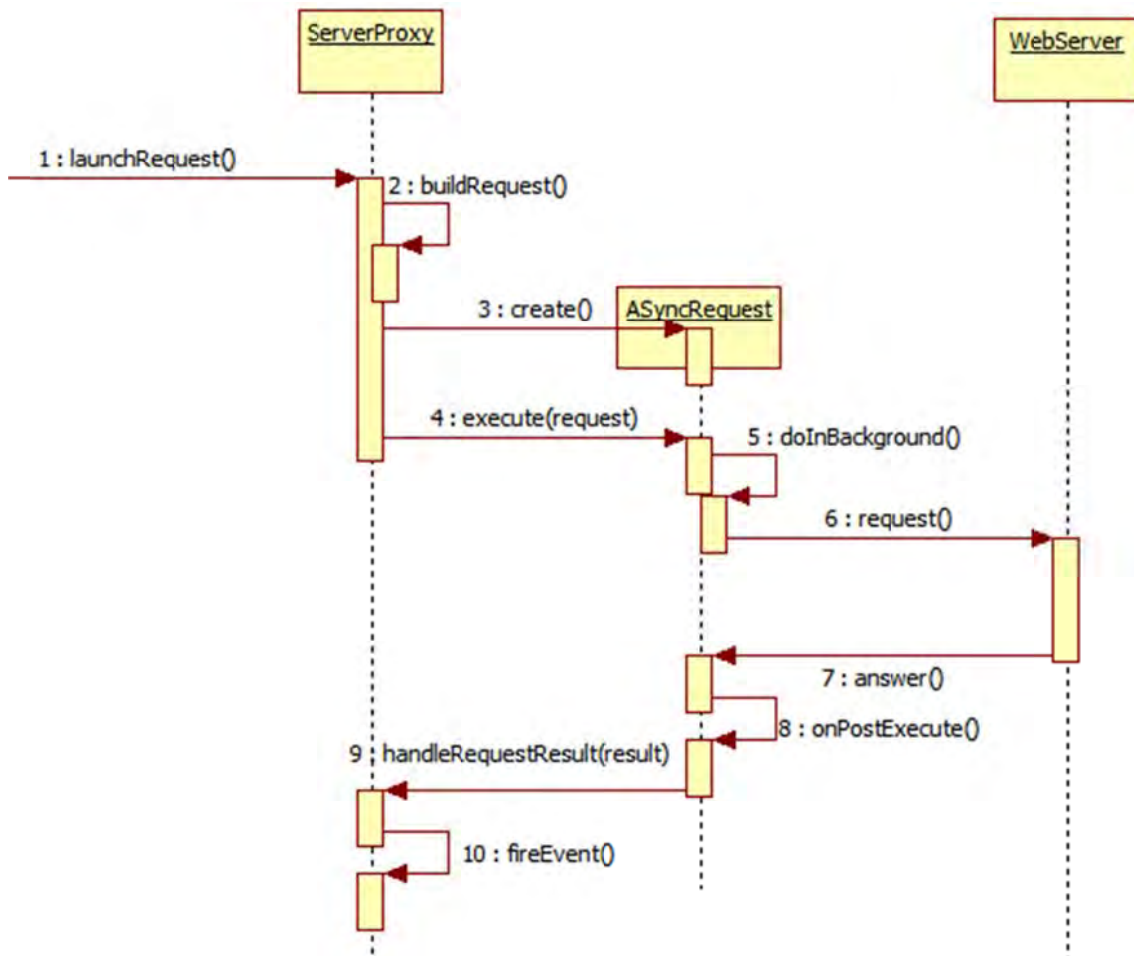 ServerProxy
WebServer
1 : launchRequest()
2 : buildRequest()
3 : create()
ASyncRequest
4 : execute(request)
5 : doInBackground()
6 : request()
7 : answer()
8 : onPostExecute()
9 : handleRequestResult(result)
10 : fireEvent()